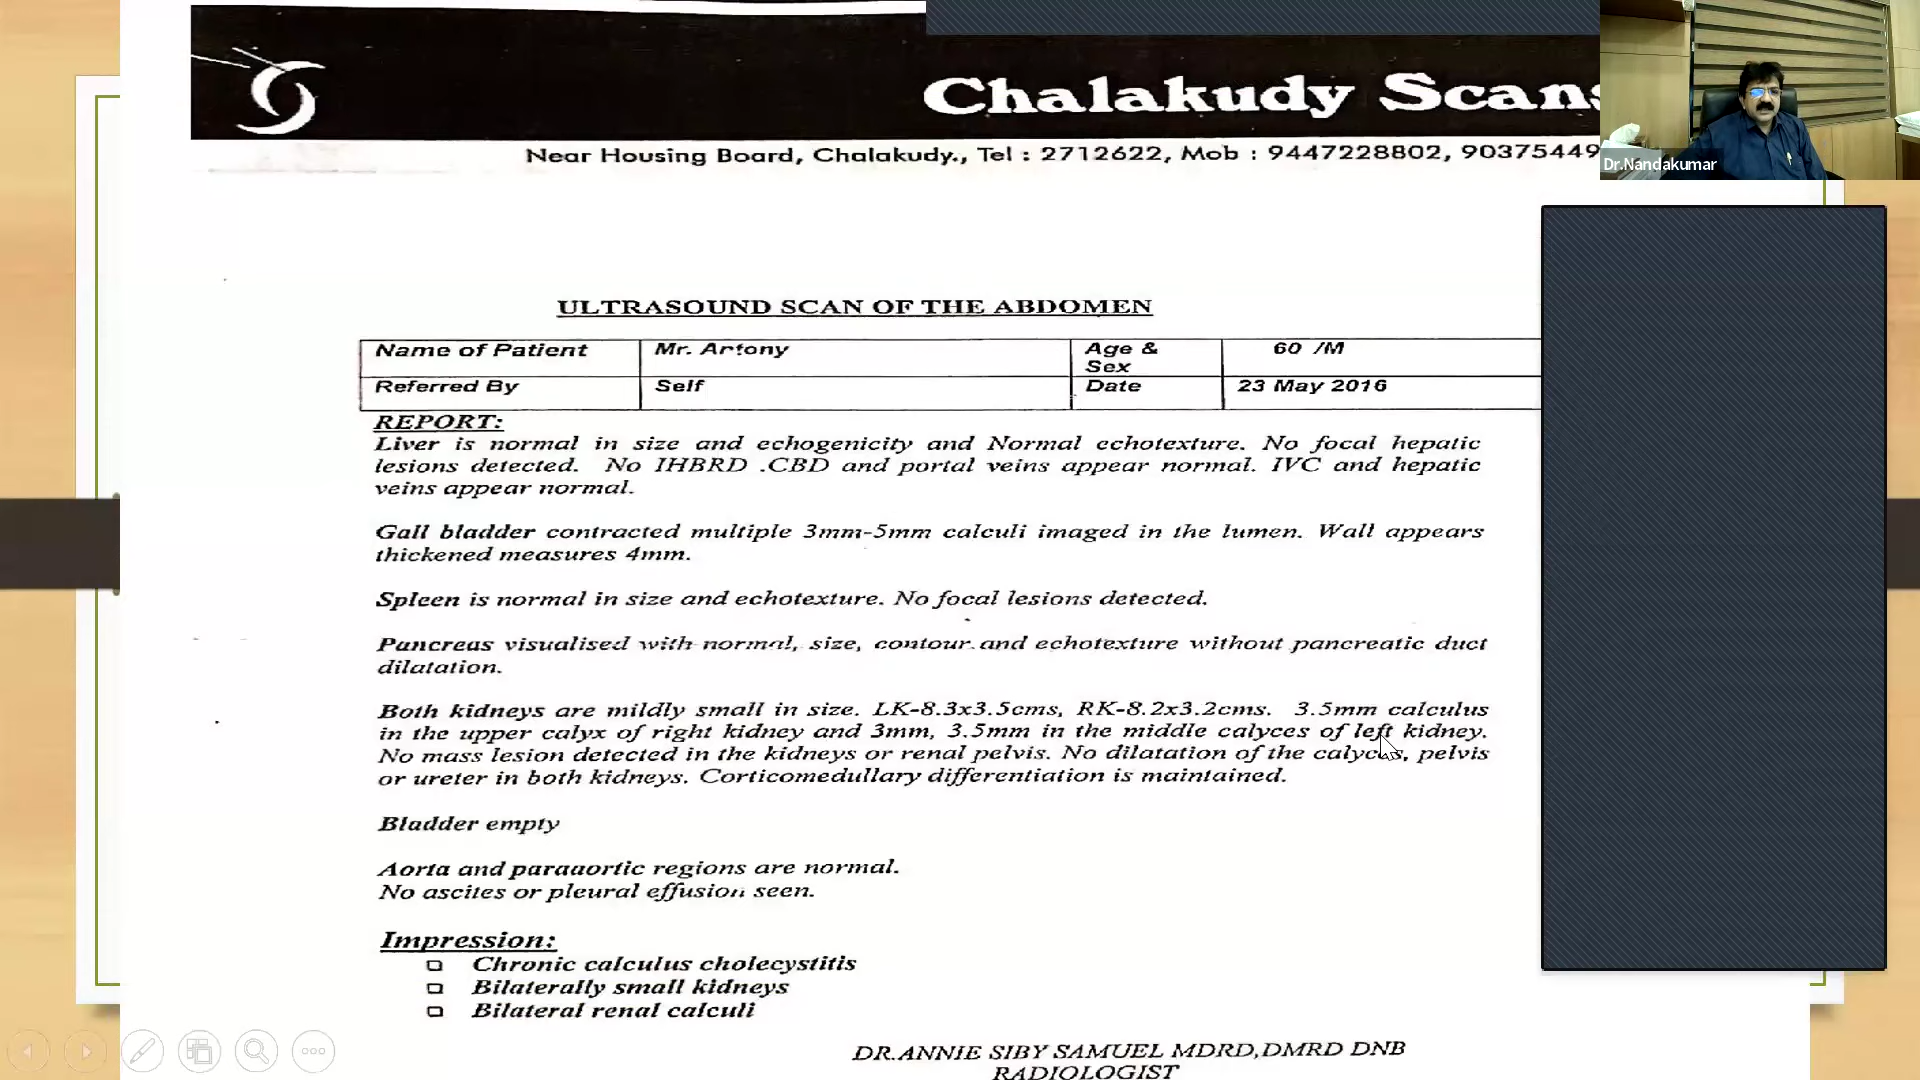 Chalakudy Scans
Near Housing Board, Chalakudy., Tel : 2712622, Mob : 9447228802, 90375449
Dr.Nandakumar
ULTRASOUND SCAN OF THE ABDOMEN
Name of Patient Mr. Antony Age & Sex 60 /M
Referred By Self Date 23 May 2016
REPORT:
Liver is normal in size and echogenicity and Normal echotexture. No focal hepatic
lesions detected. No IHBRD .CBD and portal veins appear normal. IVC and hepatic
veins appear normal.
Gall bladder contracted multiple 3mm-5mm calculi imaged in the lumen. Wall appears
thickened measures 4mm.
Spleen is normal in size and echotexture. No focal lesions detected.
Pancreas visualised with normal, size, contour and echotexture without pancreatic duct
dilatation.
Both kidneys are mildly small in size. LK-8.3x3.5cms, RK-8.2x3.2cms. 3.5mm calculus
in the upper calyx of right kidney and 3mm, 3.5mm in the middle calyces of left kidney.
No mass lesion detected in the kidneys or renal pelvis. No dilatation of the calyces, pelvis
or ureter in both kidneys. Corticomedullary differentiation is maintained.
Bladder empty
Aorta and paraaortic regions are normal.
No ascites or pleural effusion seen.
Impression:
Chronic calculus cholecystitis
Bilaterally small kidneys
Bilateral renal calculi
DR.ANNIE SIBY SAMUEL MDRD,DMRD DNB
RADIOLOGIST